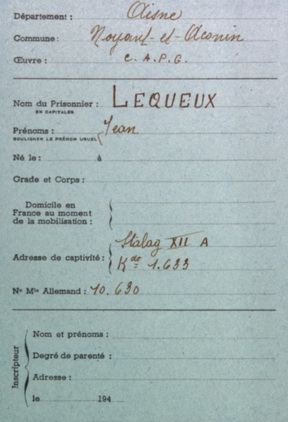 Département : Aisne
Commune : Noyant-et-Aconin
Œuvre : C.A.P.G.
Nom du Prisonnier : LEQUEUX
EN CAPITALES
Prénoms : Jean
SOULIGNER LE PRÉNOM USUEL
Né le : à
Grade et Corps :
Domicile en
France au moment
de la mobilisation :
Stalag XII A
Adresse de captivité : Kdo 1.633
N° Mle Allemand : 10.630
Inscripteur
Nom et prénoms :
Degré de parenté :
Adresse :
le 194